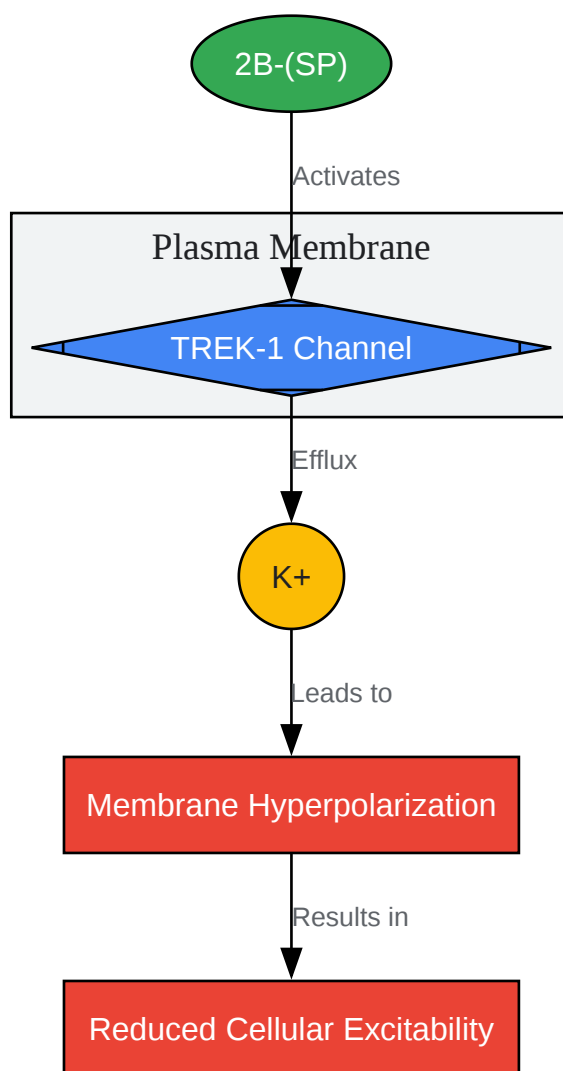 2B-(SP)
Activates
Plasma Membrane
TREK-1 Channel
Efflux
K+
Leads to
Membrane Hyperpolarization
Results in
Reduced Cellular Excitability